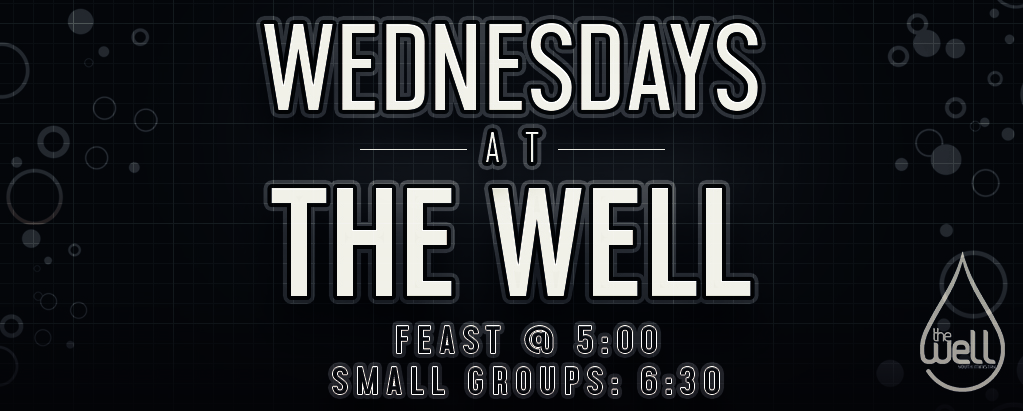 WEDNESDAYS
AT
THE WELL
FEAST @ 5:00
SMALL GROUPS: 6:30
the
well